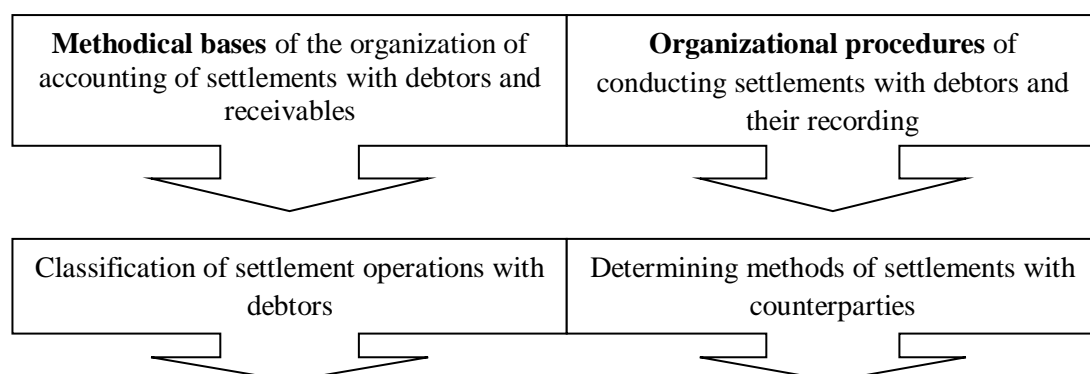 Methodical bases of the organization of
accounting of settlements with debtors and
receivables
Organizational procedures of
conducting settlements with debtors and
their recording
Classification of settlement operations with
debtors
Determining methods of settlements with
counterparties